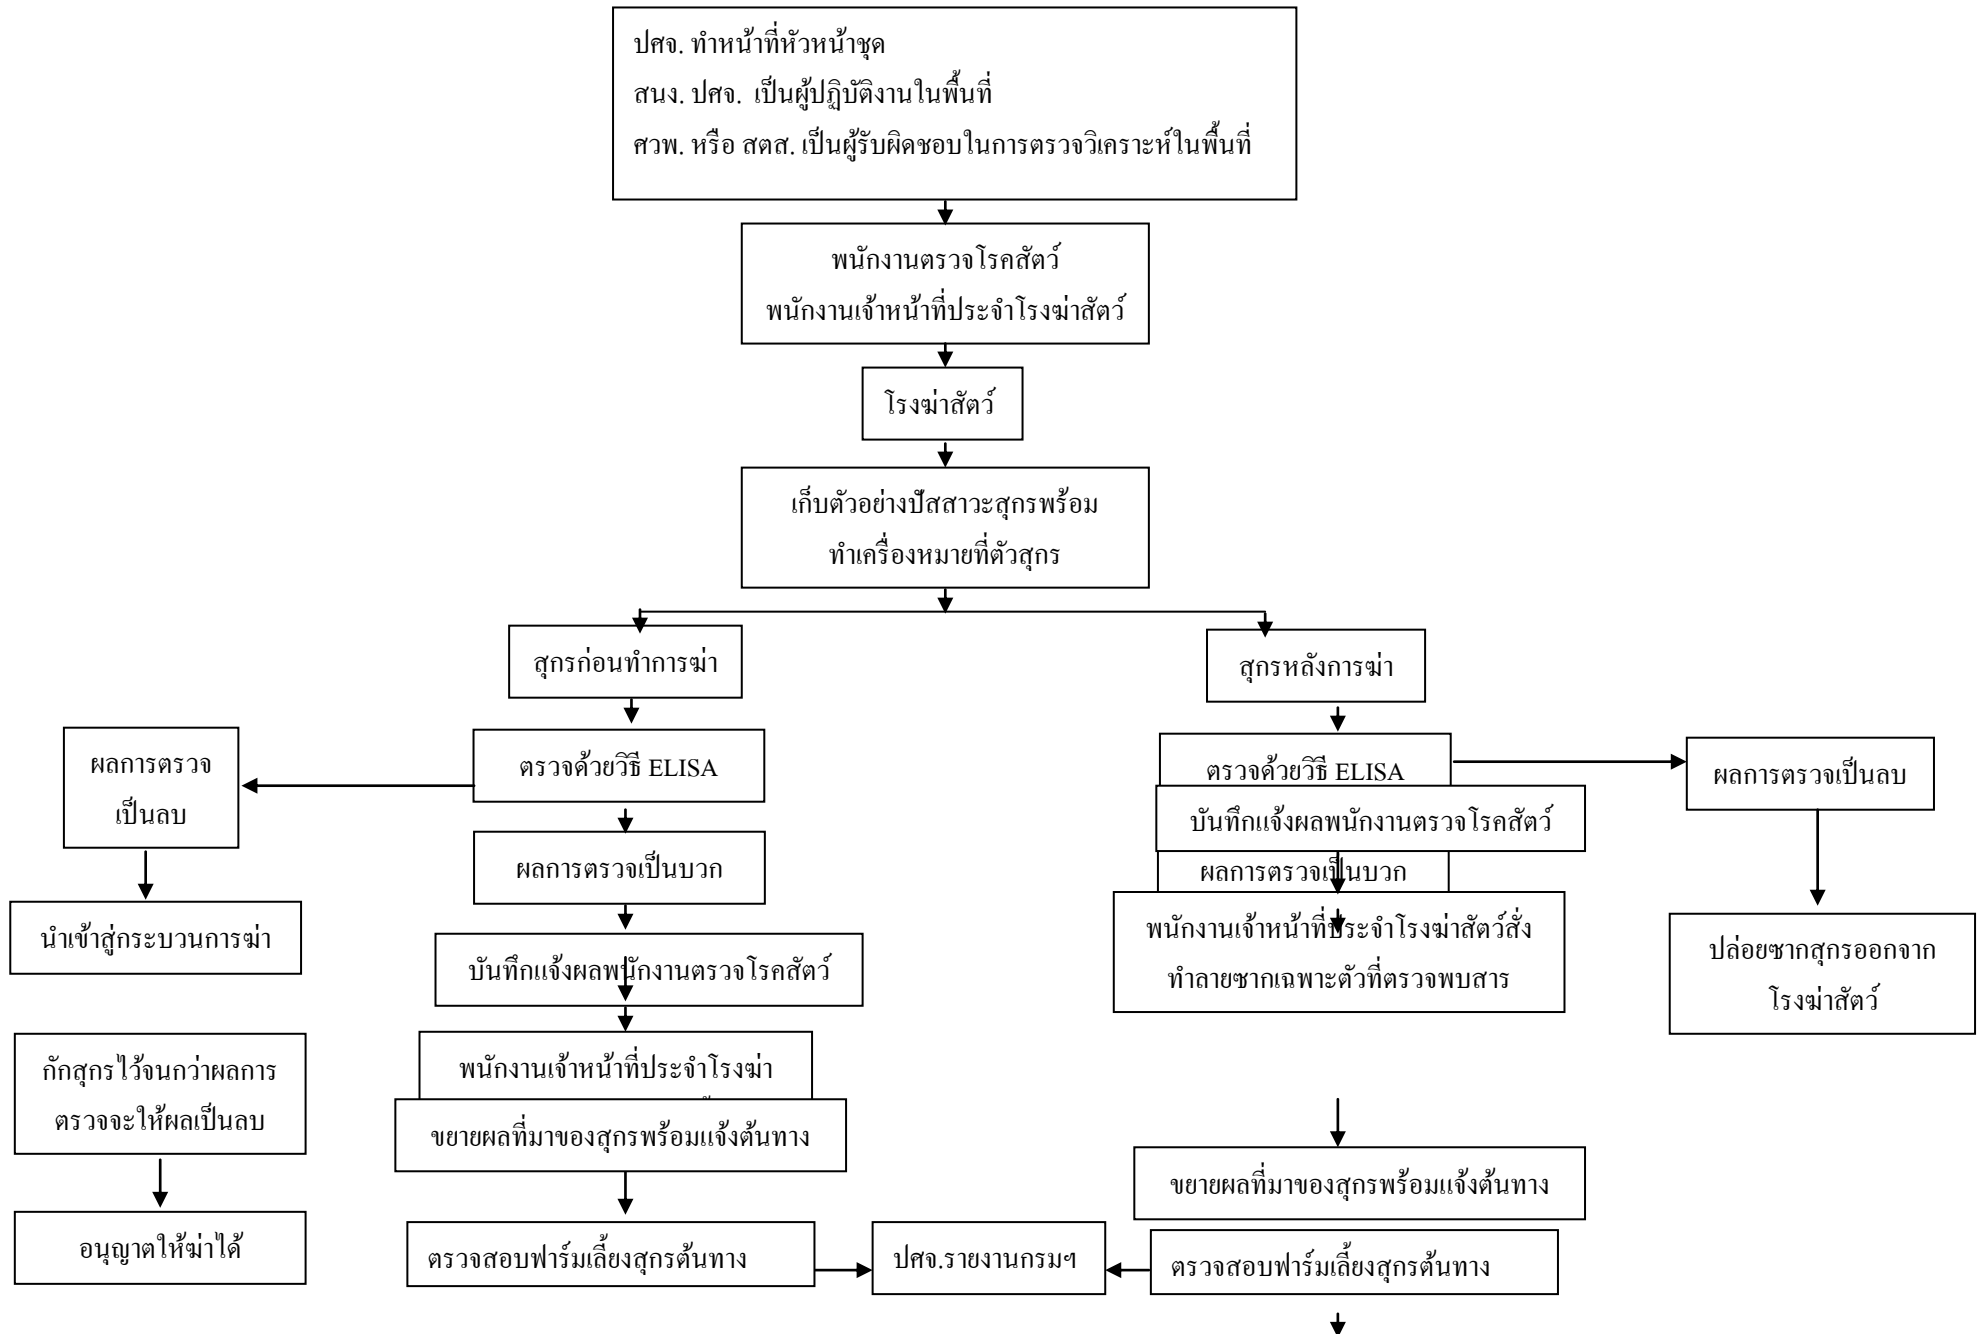 ปศจ. ทำหน้าที่หัวหน้าชุด
สนง. ปศจ. เป็นผู้ปฏิบัติงานในพื้นที่
ศวพ. หรือ สตส. เป็นผู้รับผิดชอบในการตรวจวิเคราะห์ในพื้นที่
พนักงานตรวจโรคสัตว์
พนักงานเจ้าหน้าที่ประจำโรงฆ่าสัตว์
โรงฆ่าสัตว์
เก็บตัวอย่างปัสสาวะสุกรพร้อม
ทำเครื่องหมายที่ตัวสุกร
สุกรก่อนทำการฆ่า
ตรวจด้วยวิธี ELISA
ผลการตรวจ
เป็นลบ
นำเข้าสู่กระบวนการฆ่า
ผลการตรวจเป็นบวก
บันทึกแจ้งผลพนักงานตรวจโรคสัตว์
พนักงานเจ้าหน้าที่ประจำโรงฆ่า
กักสุกรไว้จนกว่าผลการ
ตรวจจะให้ผลเป็นลบ
อนุญาตให้ฆ่าได้
ขยายผลที่มาของสุกรพร้อมแจ้งต้นทาง
ตรวจสอบฟาร์มเลี้ยงสุกรต้นทาง
ปศจ.รายงานกรมฯ
สุกรหลังการฆ่า
ตรวจด้วยวิธี ELISA
บันทึกแจ้งผลพนักงานตรวจโรคสัตว์
ผลการตรวจเป็นบวก
พนักงานเจ้าหน้าที่ประจำโรงฆ่าสัตว์สั่ง
ทำลายซากเฉพาะตัวที่ตรวจพบสาร
ผลการตรวจเป็นลบ
ปล่อยซากสุกรออกจาก
โรงฆ่าสัตว์
ขยายผลที่มาของสุกรพร้อมแจ้งต้นทาง
ตรวจสอบฟาร์มเลี้ยงสุกรต้นทาง